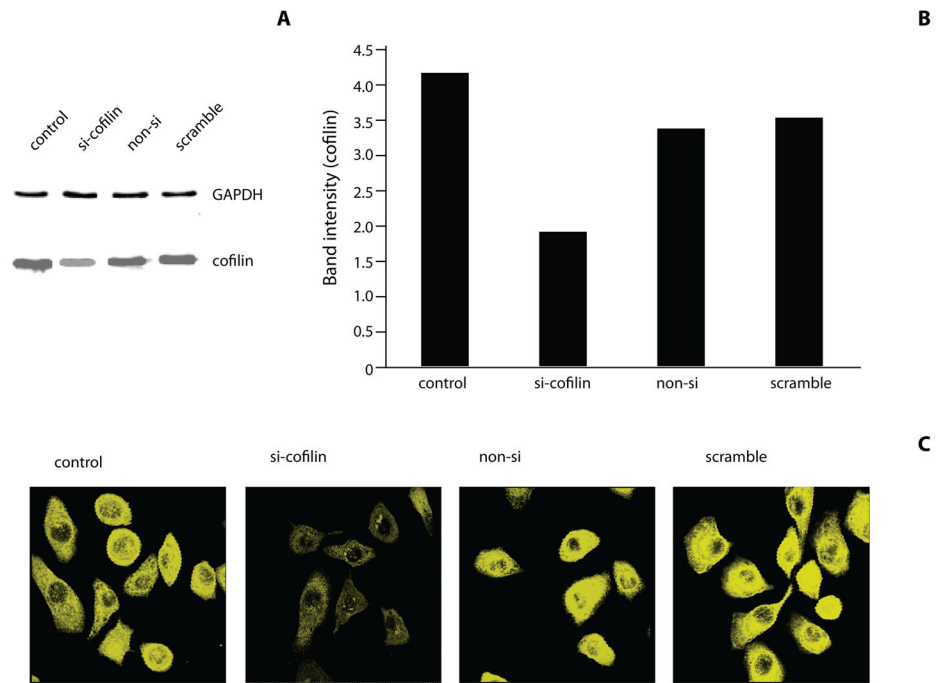 A
control
si-cofilin
non-si
scramble
GAPDH
cofilin
B
Band intensity (cofilin)
4.5
4.0
3.5
3.0
2.5
2.0
1.5
1.0
0.5
0
control si-cofilin non-si scramble
C
control si-cofilin non-si scramble